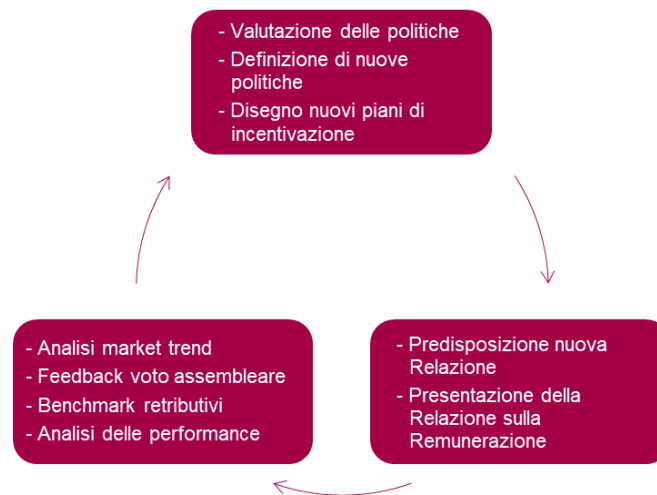 - Valutazione delle politiche
- Definizione di nuove
politiche
- Disegno nuovi piani di
incentivazione
- Predisposizione nuova
Relazione
- Presentazione della
Relazione sulla
Remunerazione
- Analisi market trend
- Feedback voto assembleare
- Benchmark retributivi
- Analisi delle performance